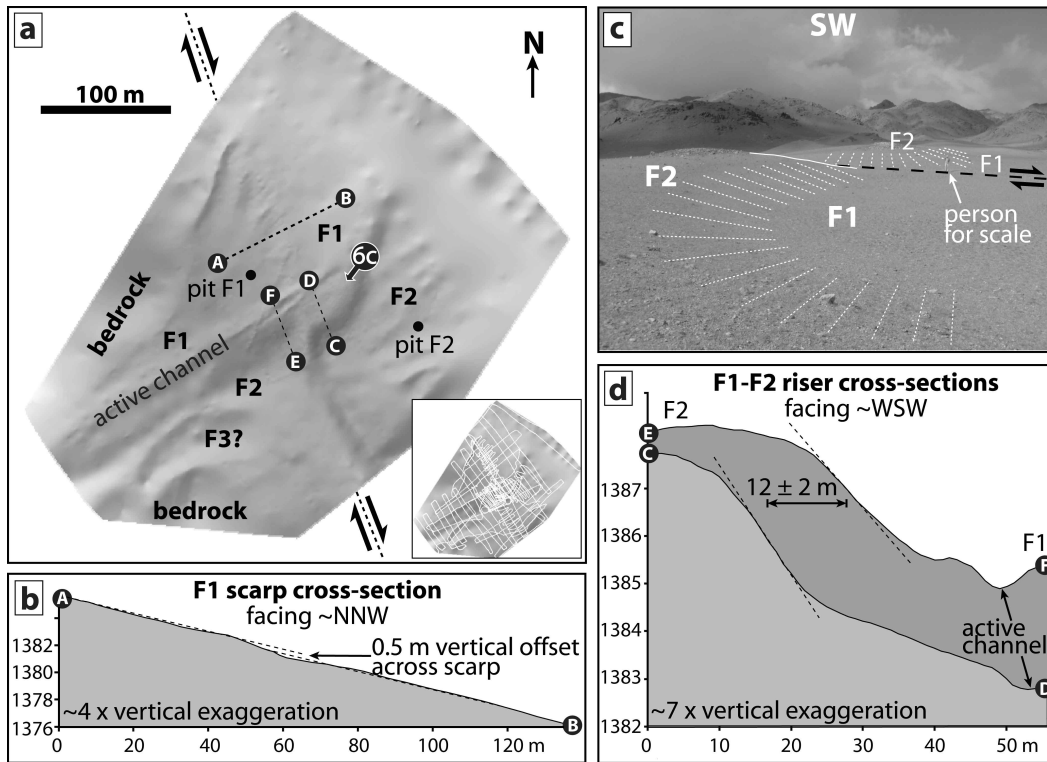 a
N
100 m
B
F1
6c
A
D
F2
pit F1
F
bedrock
pit F2
F1
C
active channel
E
F2
F3?
bedrock
c
SW
F2
F1
F2
F1
person
for scale
b
F1 scarp cross-section
facing ~NNW
A
0.5 m vertical offset
across scarp
1382
1380
1378
1376
~4 x vertical exaggeration
B
0
20
40
60
80
100
120 m
d
F1-F2 riser cross-sections
facing ~WSW
E
F2
C
12 ± 2 m
1387
1386
1385
1384
1383
1382
F1
F
active
channel
D
~7 x vertical exaggeration
0
10
20
30
40
50 m